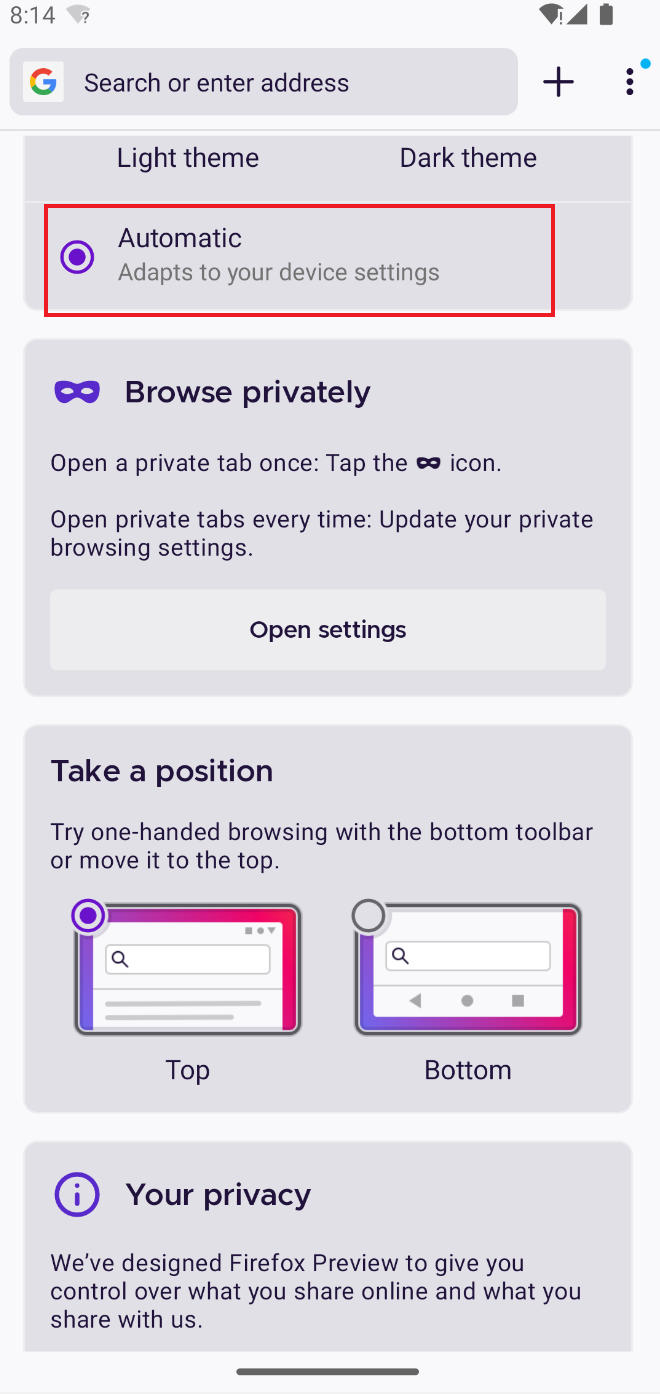 8:14
Search or enter address
Light theme
Dark theme
Automatic
Adapts to your device settings
Browse privately
Open a private tab once: Tap the icon.
Open private tabs every time: Update your private
browsing settings.
Open settings
Take a position
Try one-handed browsing with the bottom toolbar
or move it to the top.
Top
Bottom
Your privacy
We’ve designed Firefox Preview to give you
control over what you share online and what you
share with us.